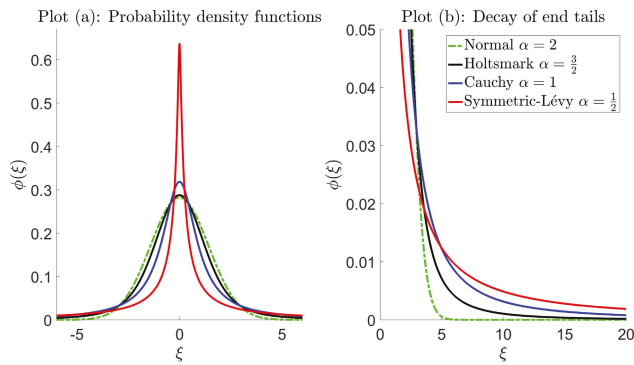 Plot (a): Probability density functions
0.6
0.5
0.4
0.3
0.2
0.1
0
ϕ(ξ)
-5
0
5
ξ
Plot (b): Decay of end tails
0.05
0.04
0.03
0.02
0.01
0
ϕ(ξ)
0
5
10
15
20
ξ
Normal α = 2
Holtsmark α = 3/2
Cauchy α = 1
Symmetric-Lévy α = 1/2